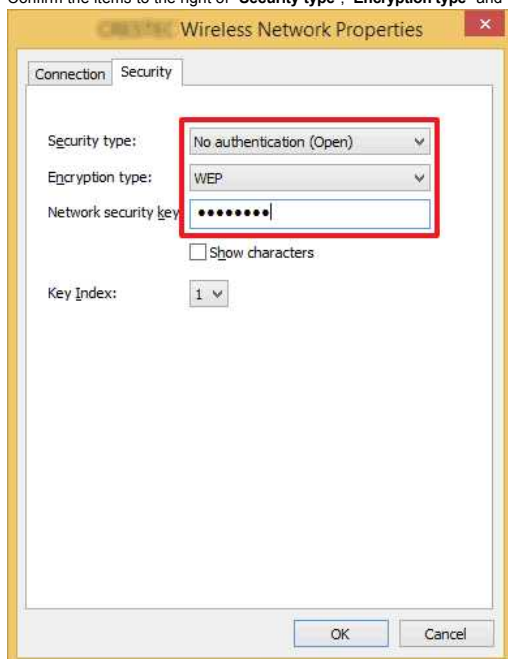 Confirm the items to the right of "Security type", "Encryption type" and
Wireless Network Properties
Connection Security
Security type: No authentication (Open)
Encryption type: WEP
Network security key ••••••••
Show characters
Key Index: 1
OK Cancel